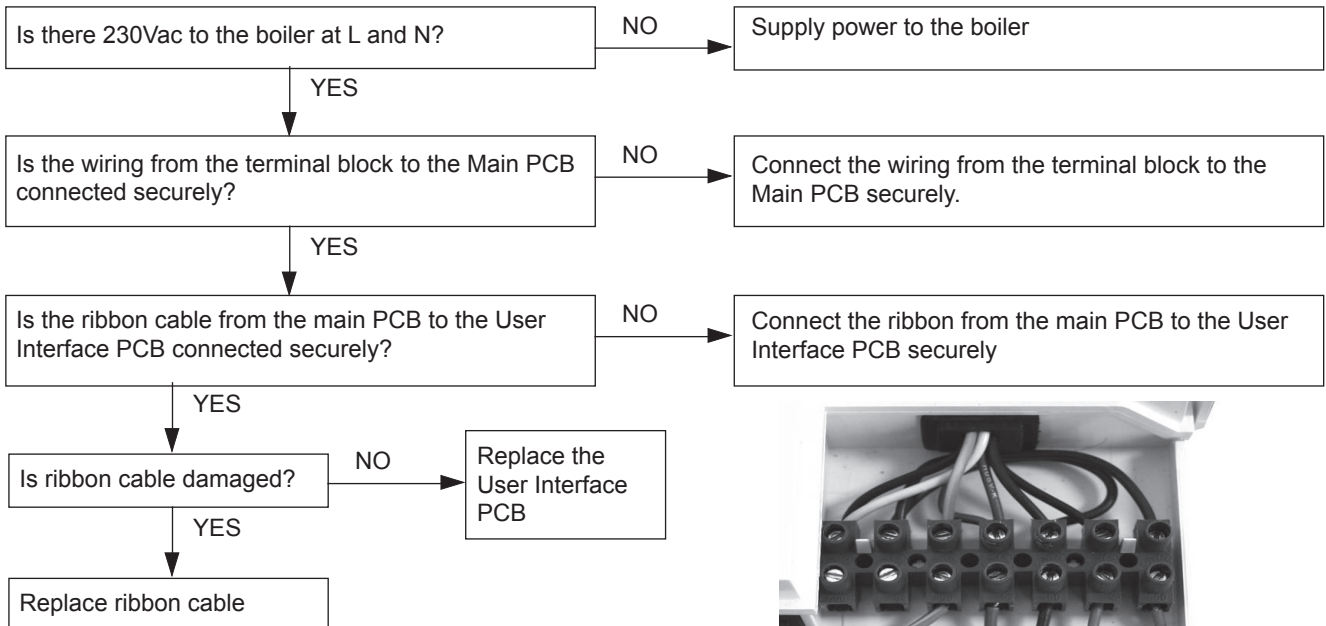 Is there 230Vac to the boiler at L and N?
NO
Supply power to the boiler
YES
Is the wiring from the terminal block to the Main PCB
connected securely?
NO
Connect the wiring from the terminal block to the
Main PCB securely.
YES
Is the ribbon cable from the main PCB to the User
Interface PCB connected securely?
NO
Connect the ribbon from the main PCB to the User
Interface PCB securely
YES
Is ribbon cable damaged?
NO
Replace the
User Interface
PCB
YES
Replace ribbon cable